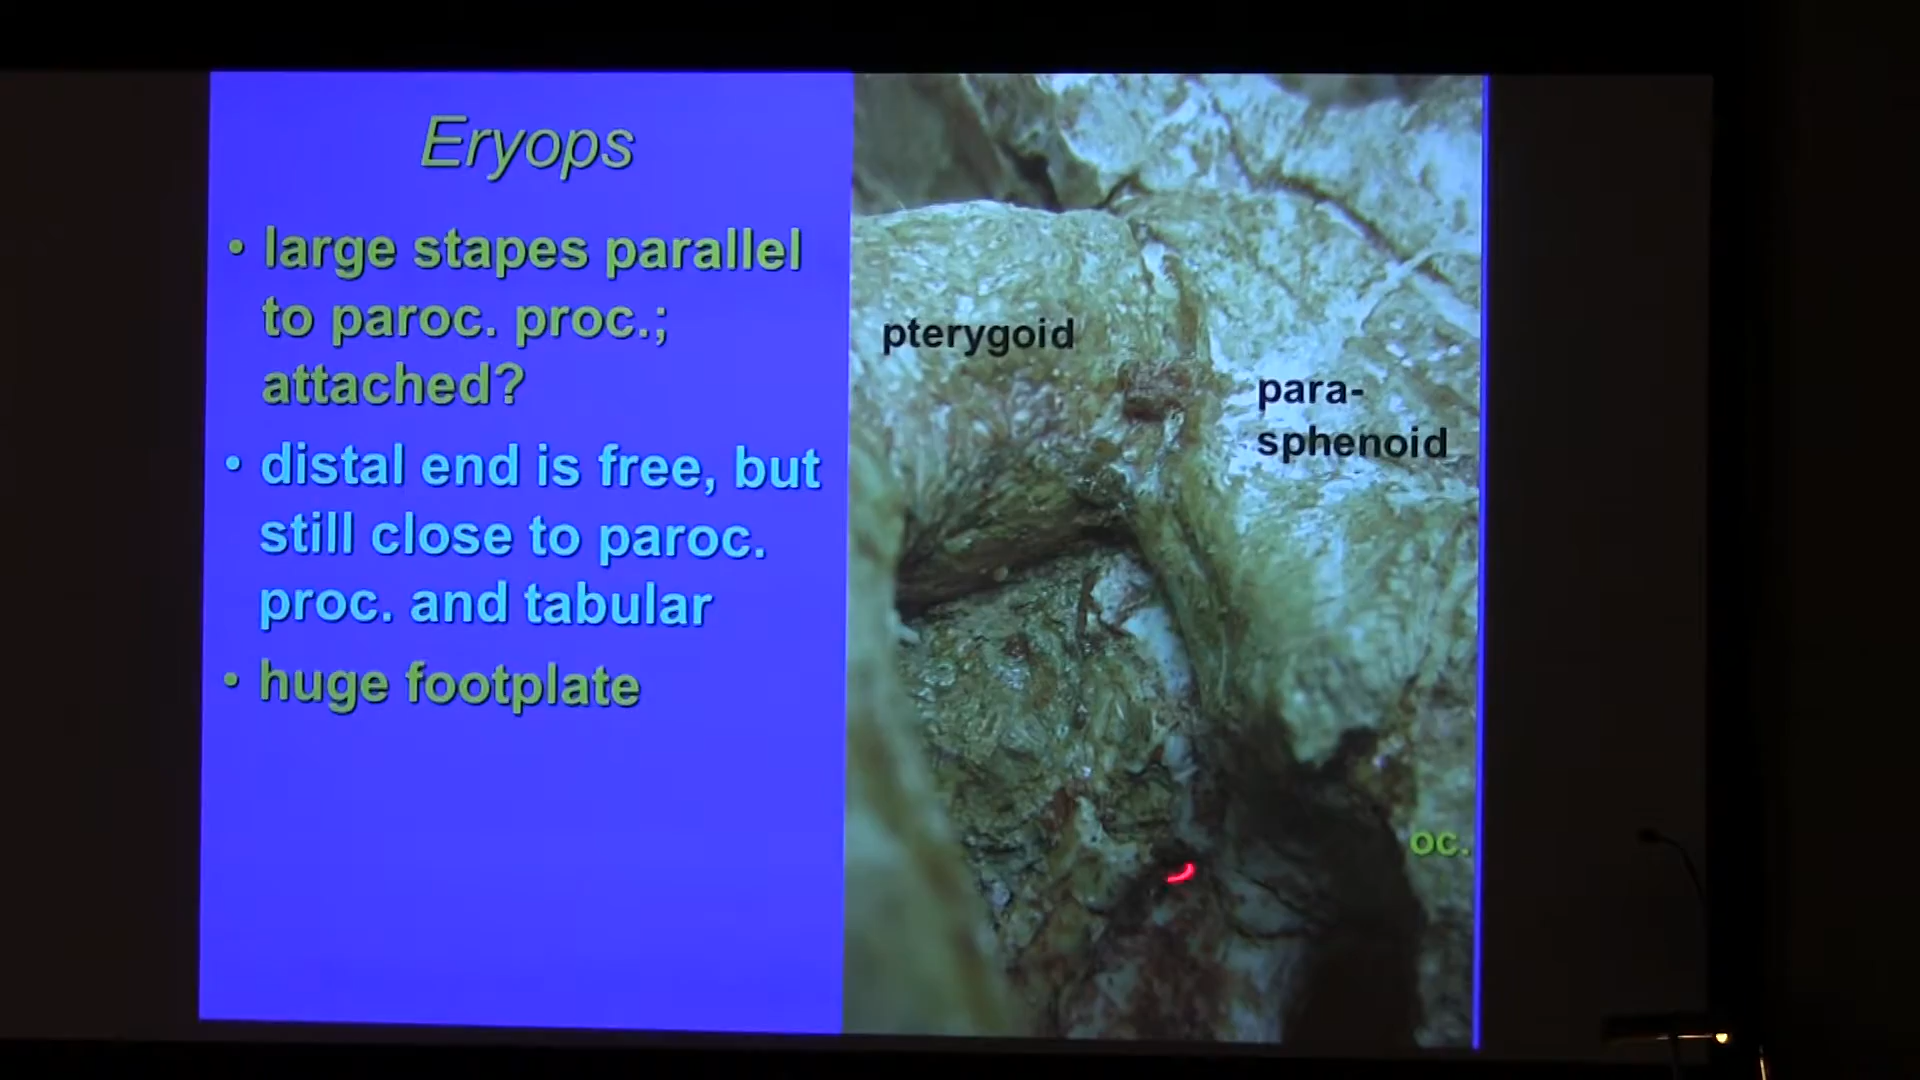 Eryops
• large stapes parallel
to paroc. proc.;
attached?
• distal end is free, but
still close to paroc.
proc. and tabular
• huge footplate
pterygoid
para-
sphenoid
oc.